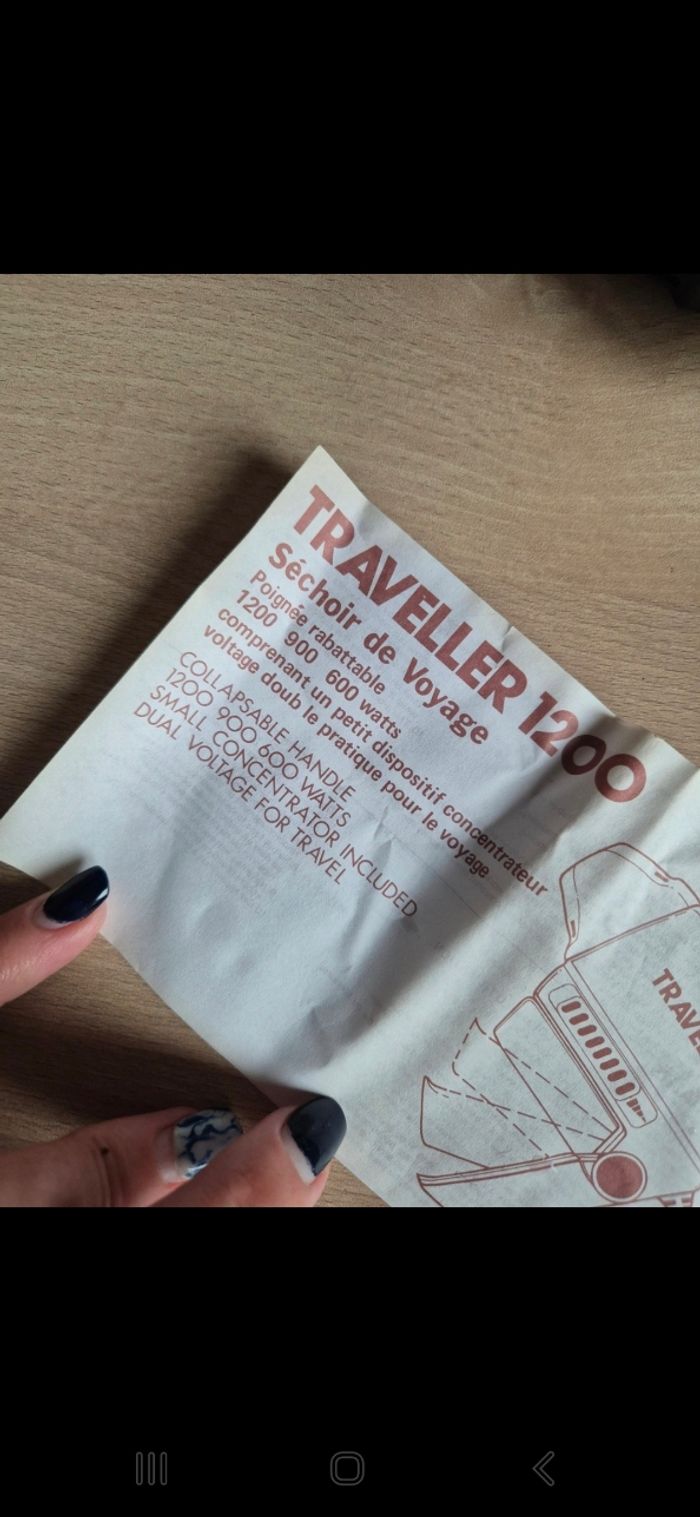 TRAVELLER 1200
Séchoir de Voyage
Poignée rabattable
1200 900 600 watts
comprenant un petit dispositif concentrateur
voltage doub le pratique pour le voyage
COLLAPSABLE HANDLE
1200 900 600 WATTS
SMALL CONCENTRATOR INCLUDED
DUAL VOLTAGE FOR TRAVEL